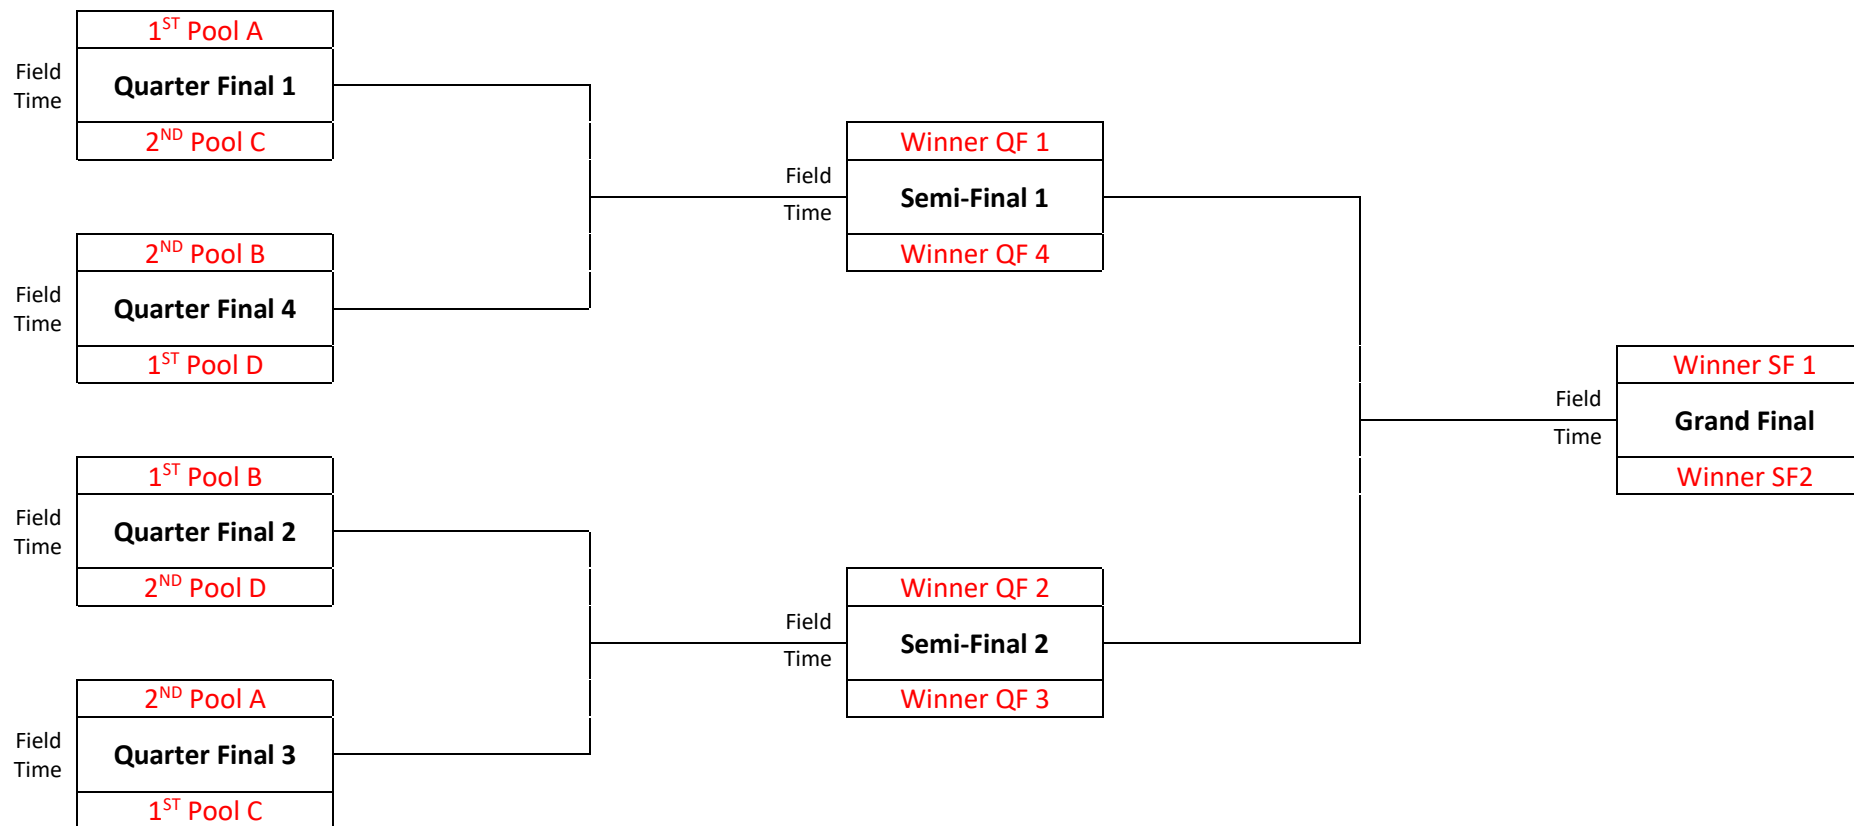 1ST Pool A
Field
Time
Quarter Final 1
2ND Pool C
2ND Pool B
Field
Time
Quarter Final 4
1ST Pool D
1ST Pool B
Field
Time
Quarter Final 2
2ND Pool D
2ND Pool A
Field
Time
Quarter Final 3
1ST Pool C
Winner QF 1
Field
Time
Semi-Final 1
Winner QF 4
Winner QF 2
Field
Time
Semi-Final 2
Winner QF 3
Winner SF 1
Field
Time
Grand Final
Winner SF2